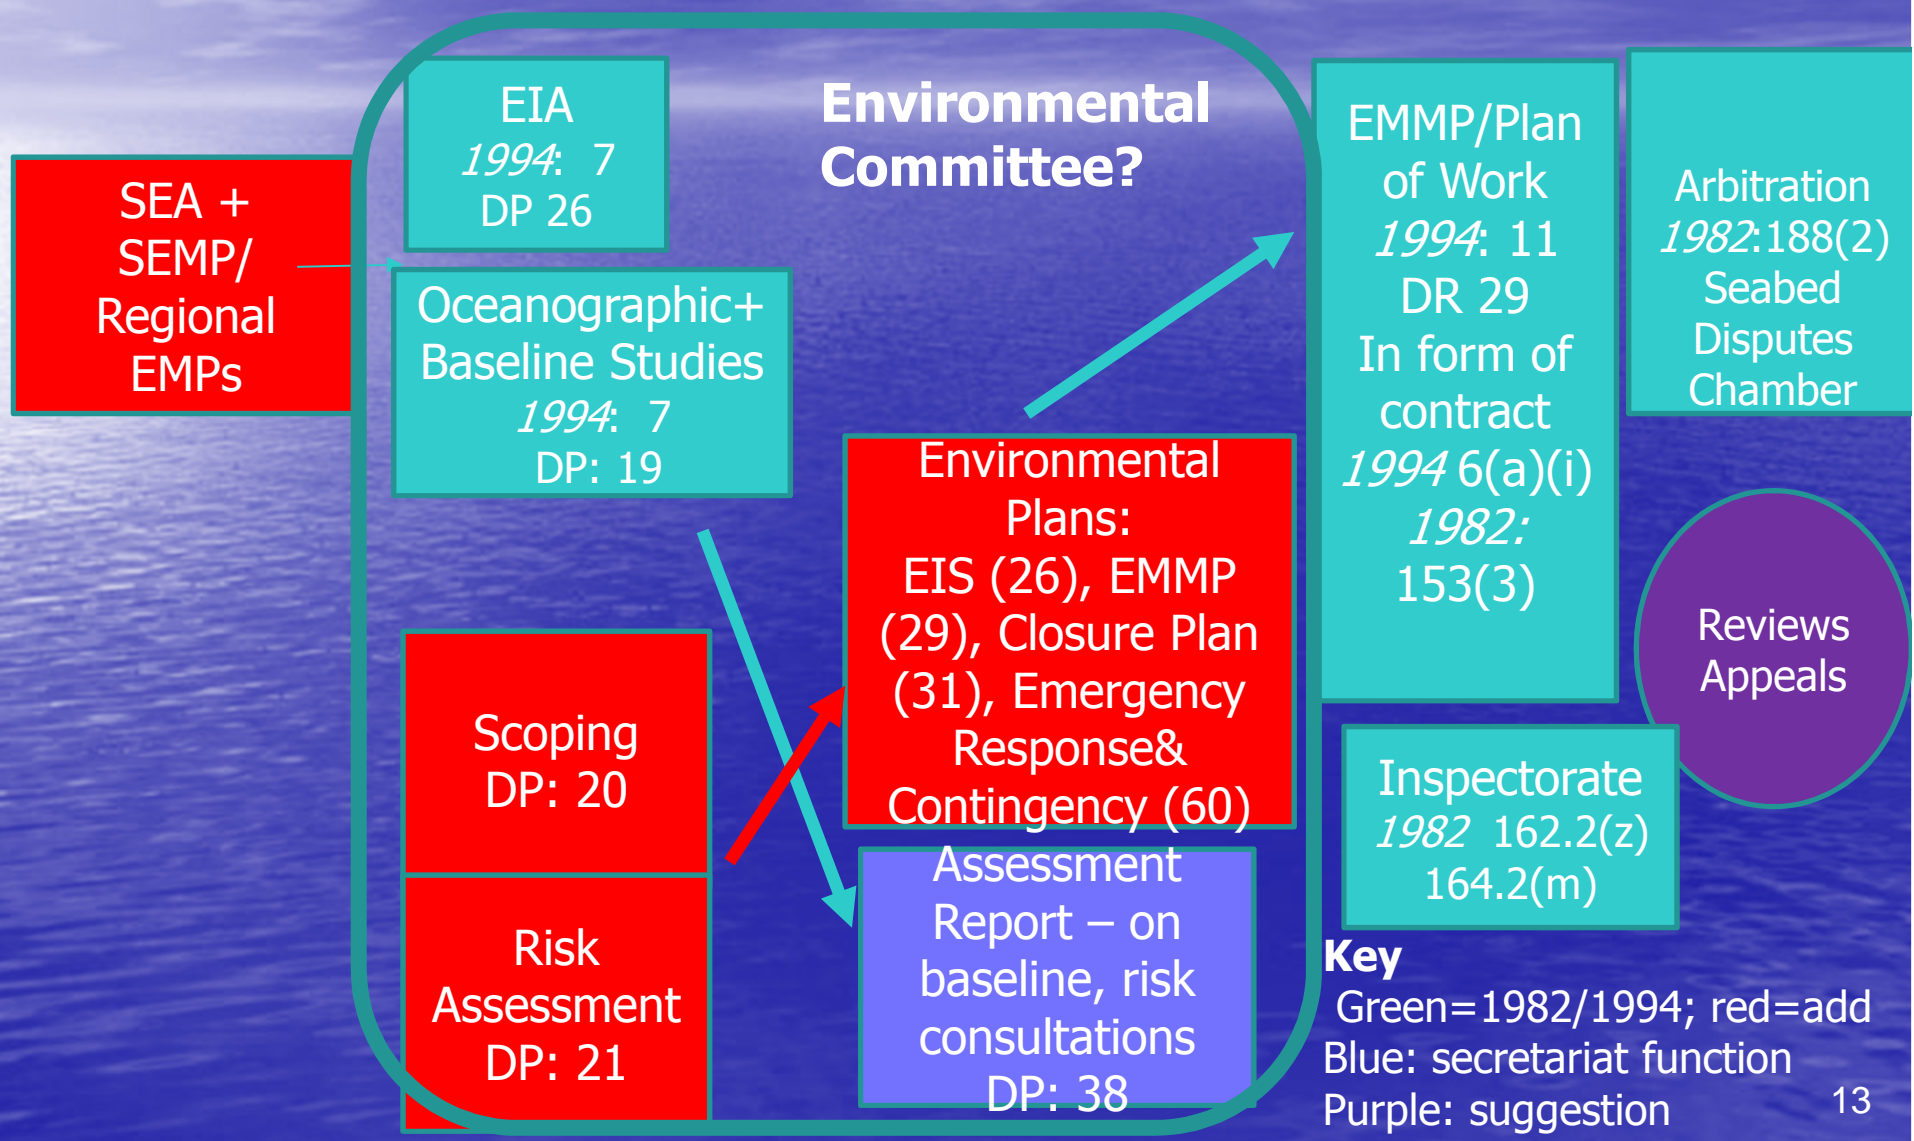 SEA +
SEMP/
Regional
EMPs
EIA
1994: 7
DP 26
Oceanographic+
Baseline Studies
1994: 7
DP: 19
Scoping
DP: 20
Risk
Assessment
DP: 21
Environmental
Committee?
Environmental
Plans:
EIS (26), EMMP
(29), Closure Plan
(31), Emergency
Response&
Contingency (60)
Assessment
Report – on
baseline, risk
consultations
DP: 38
EMMP/Plan
of Work
1994: 11
DR 29
In form of
contract
1994 6(a)(i)
1982:
153(3)
Arbitration
1982:188(2)
Seabed
Disputes
Chamber
Reviews
Appeals
Inspectorate
1982 162.2(z)
164.2(m)
Key
Green=1982/1994; red=add
Blue: secretariat function
Purple: suggestion
13